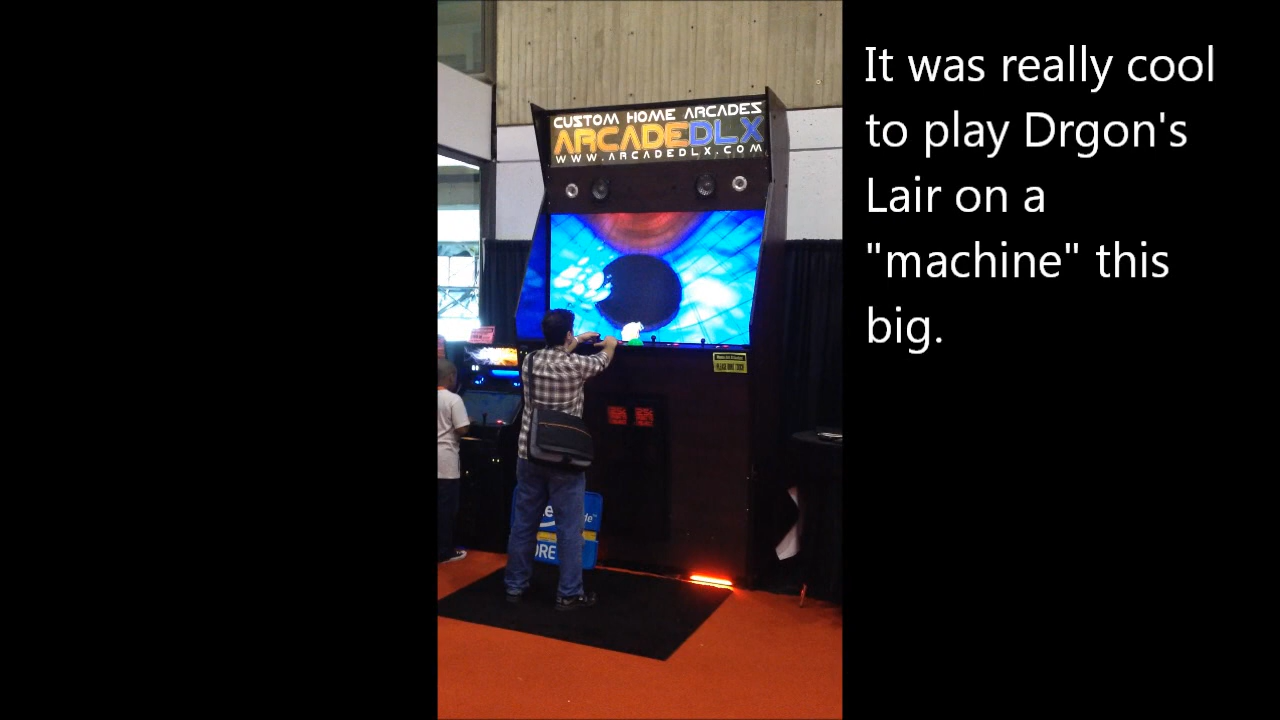 CUSTOM HOME ARCADES
ARCADEDLX
WWW.ARCADEDLX.COM
It was really cool
to play Drgon's
Lair on a
"machine" this
big.